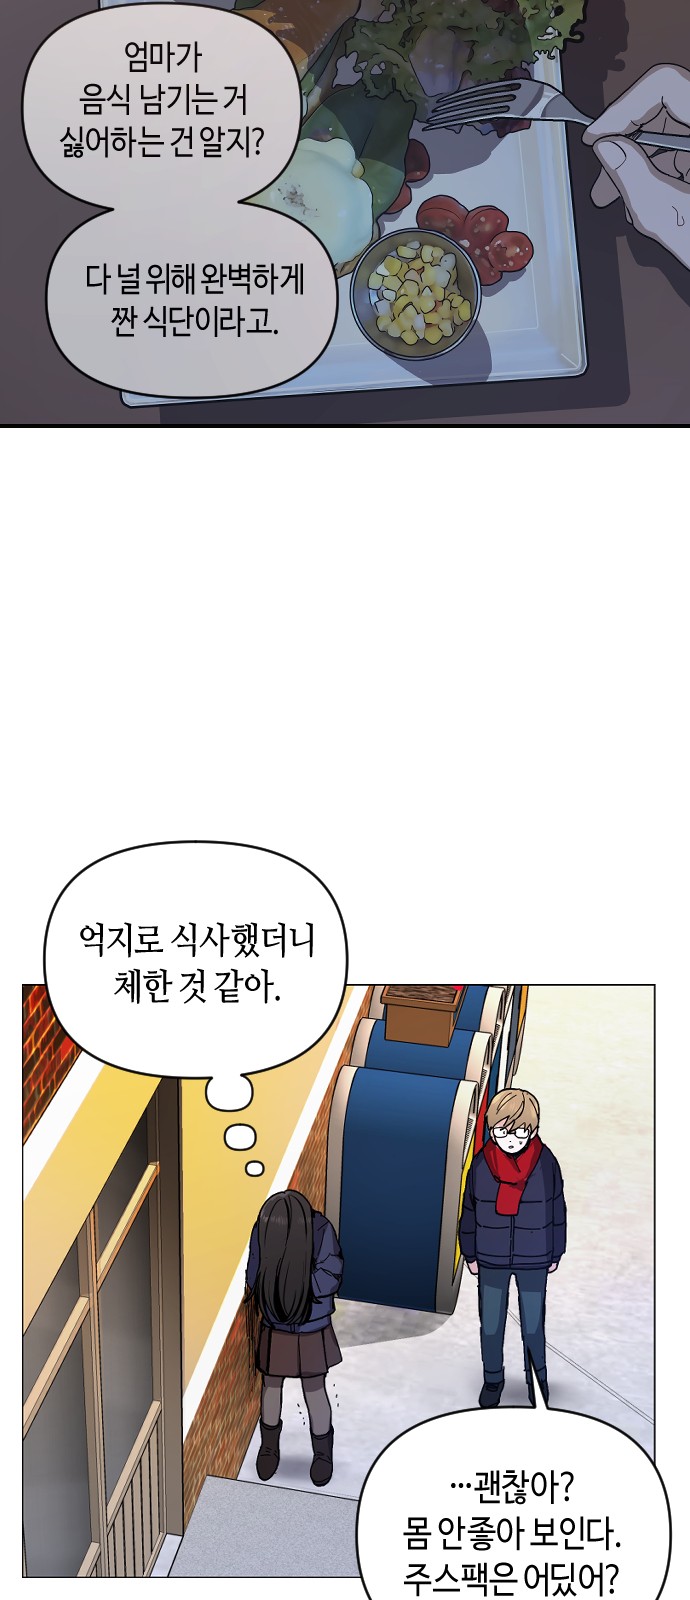 엄마가
음식 남기는 거
싫어하는 건 알지?
다 널 위해 완벽하게
짠 식단이라고.
억지로 식사했더니
체한 것 같아.
…괜찮아?
몸 안 좋아 보인다.
주스팩은 어딨어?